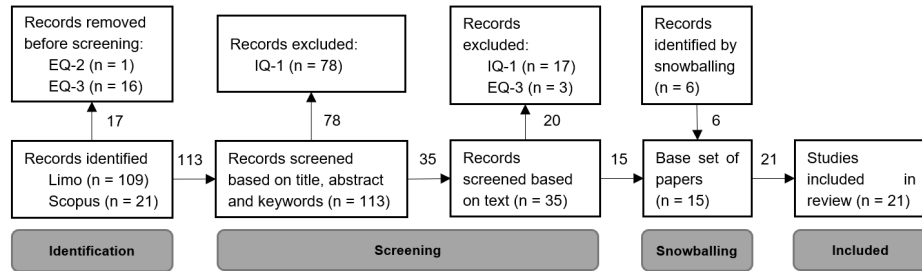 Records removed
before screening:
EQ-2 (n = 1)
EQ-3 (n = 16)
Records excluded:
IQ-1 (n = 78)
Records
excluded:
IQ-1 (n = 17)
EQ-3 (n = 3)
Records
identified by
snowballing
(n = 6)
17
78
20
6
Records identified
Limo (n = 109)
Scopus (n = 21)
113
Records screened
based on title, abstract
and keywords (n = 113)
35
Records
screened based
on text (n = 35)
15
Base set of
papers
(n = 15)
21
Studies
included in
review (n = 21)
Identification
Screening
Snowballing
Included